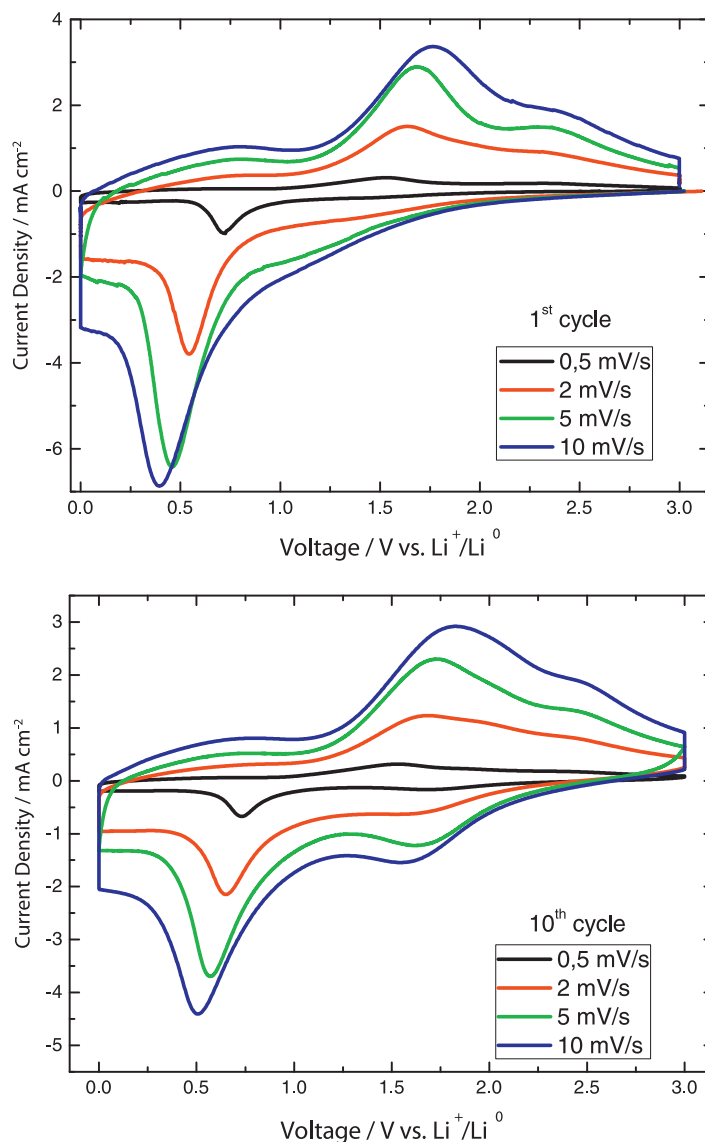 4
2
0
-2
-4
-6
Current Density / mA cm⁻²
1ˢᵗ cycle
0,5 mV/s
2 mV/s
5 mV/s
10 mV/s
0.0 0.5 1.0 1.5 2.0 2.5 3.0
Voltage / V vs. Li⁺/Li⁰
3
2
1
0
-1
-2
-3
-4
-5
Current Density / mA cm⁻²
10ᵗʰ cycle
0,5 mV/s
2 mV/s
5 mV/s
10 mV/s
0.0 0.5 1.0 1.5 2.0 2.5 3.0
Voltage / V vs. Li⁺/Li⁰